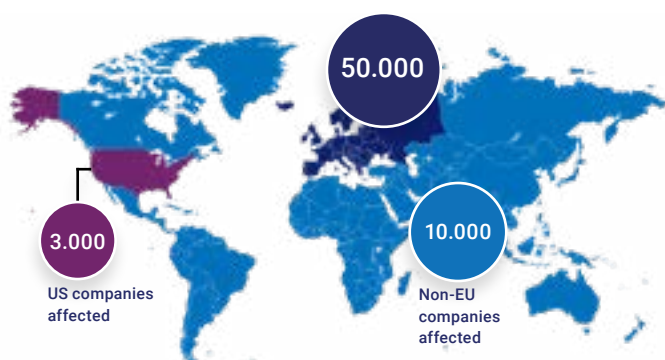 50.000
3.000
US companies
affected
10.000
Non-EU
companies
affected